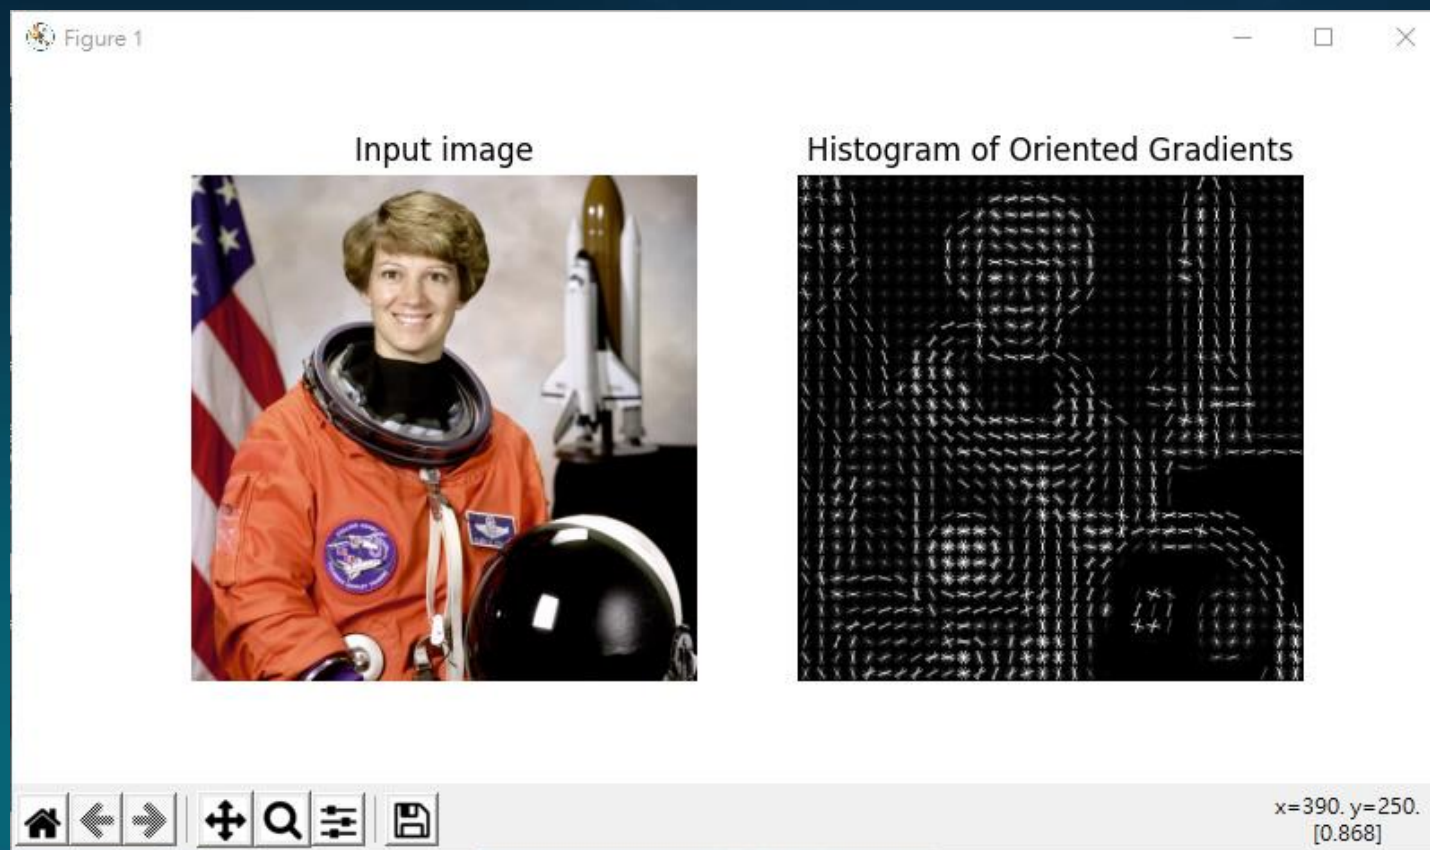 Figure 1
Input image
Histogram of Oriented Gradients
x=390. y=250.
[0.868]